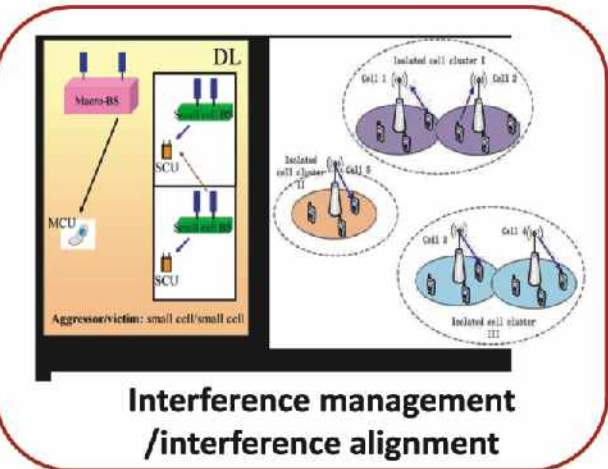 DL
Macro-BS
Small cell BS
SCU
MCU
Small cell BS
SCU
Aggressor/victim: small cell/small cell
Isolated cell cluster I
Cell 1
Cell 2
Isolated
cell cluster
II
Cell 5
Cell 3
Cell 4
Isolated cell cluster
III
Interference management
/interference alignment